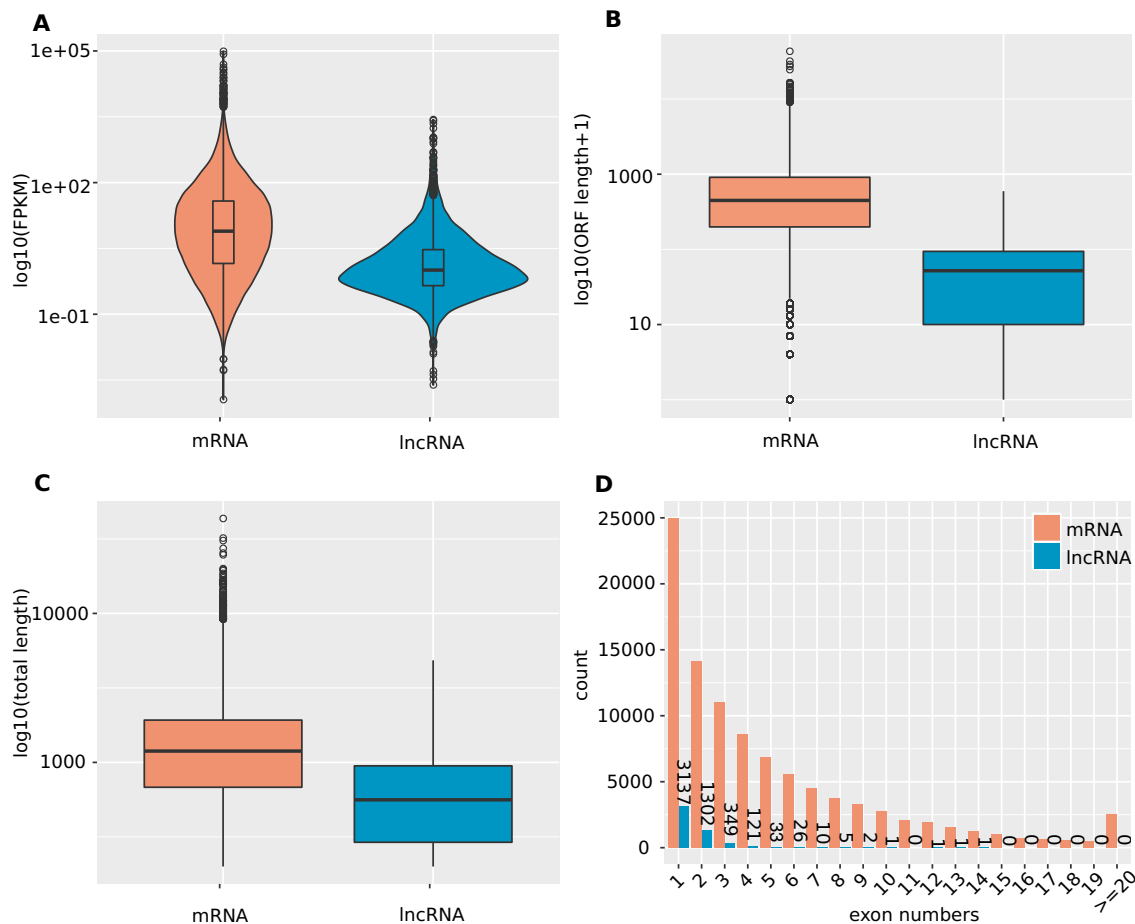 A
log10(FPKM)
1e+05
1e+02
1e-01
mRNA
lncRNA
B
log10(ORF length+1)
1000
10
mRNA
lncRNA
C
log10(total length)
10000
1000
mRNA
lncRNA
D
count
25000
20000
15000
10000
5000
0
mRNA
lncRNA
3137
1302
349
121
33
26
10
5
2
1
0
1
1
1
0
0
0
0
0
0
1
2
3
4
5
6
7
8
9
10
11
12
13
14
15
16
17
18
19
>=20
exon numbers